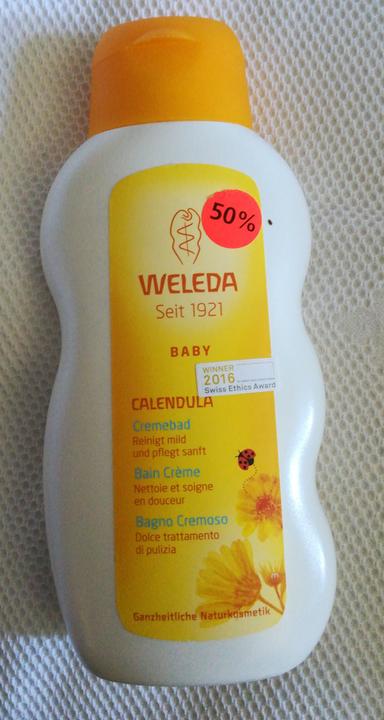 50%
WELEDA
Seit 1921
BABY
WINNER
2016
Swiss Ethics Award
CALENDULA
Cremebad
Reinigt mild
und pflegt sanft
Bain Crème
Nettoie et soigne
en douceur
Bagno Cremoso
Dolce trattamento
di pulizia
Ganzheitliche Naturkosmetik